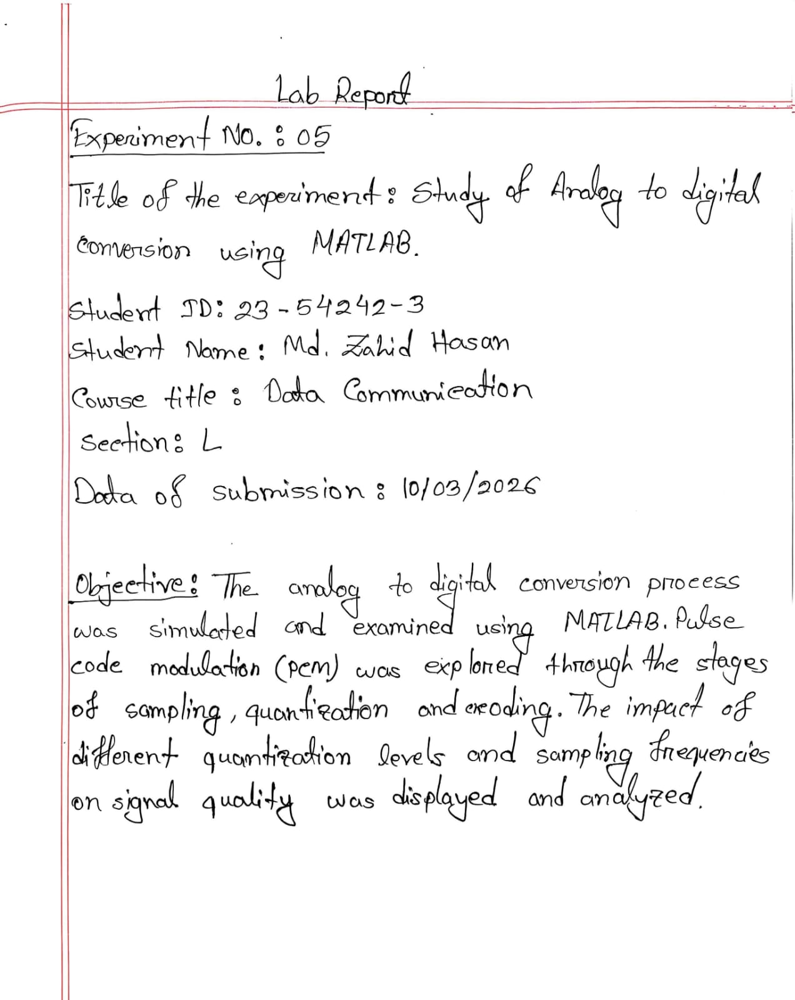 Lab Report
Experiment No. : 05
Title of the experiment: Study of Analog to digital
conversion using MATLAB.
Student ID: 23-54242-3
Student Name: Md. Zahid Hasan
Course title : Data Communication
Section: L
Data of submission : 10/03/2026
Objective: The analog to digital conversion process
was simulated and examined using MATLAB. Pulse
code modulation (PCM) was explored through the stages
of sampling, quantization and encoding. The impact of
different quantization levels and sampling frequencies
on signal quality was displayed and analyzed.